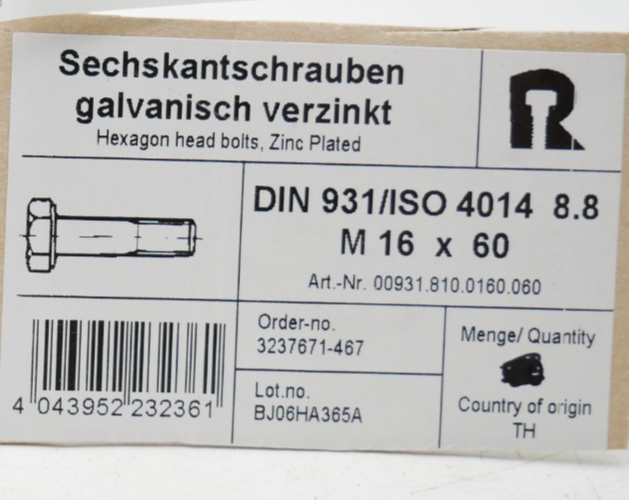 Sechskantschrauben
galvanisch verzinkt
Hexagon head bolts, Zinc Plated
R
DIN 931/ISO 4014 8.8
M 16 x 60
Art.-Nr. 00931.810.0160.060
Order-no.
3237671-467
Lot.no.
BJ06HA365A
Menge/ Quantity
Country of origin
TH
4 043952 232361